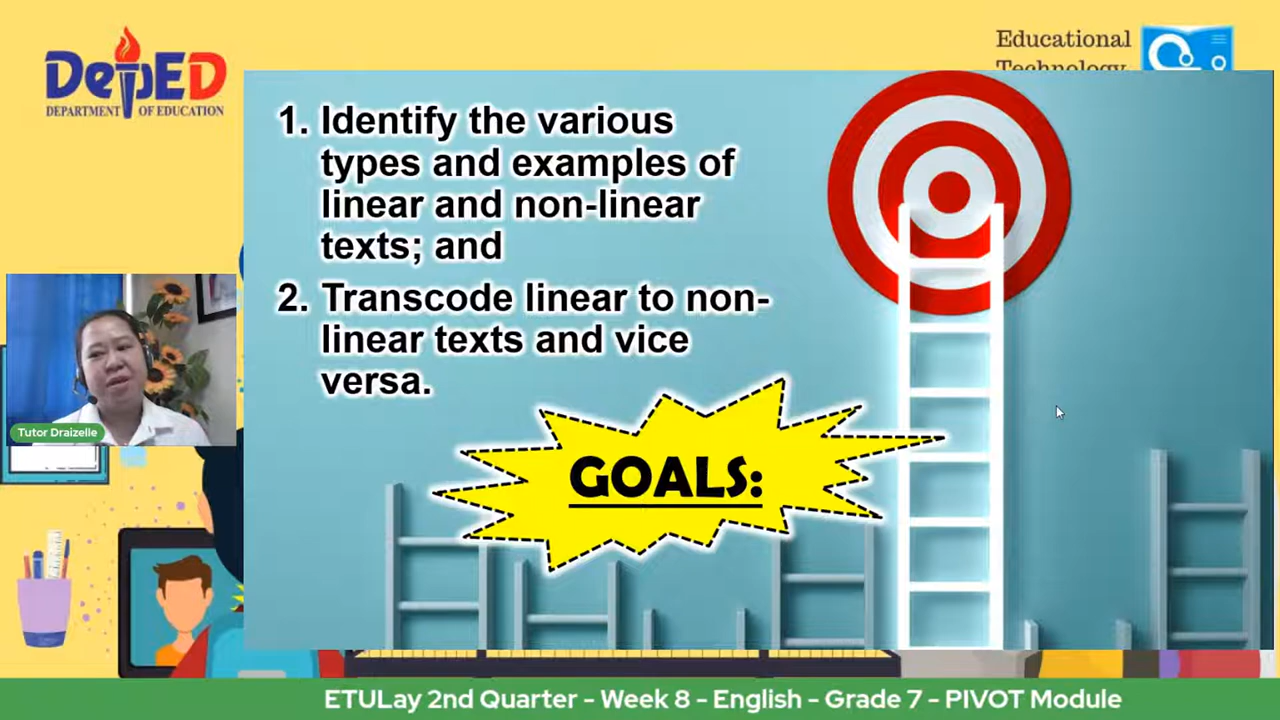 DepED
DEPARTMENT OF EDUCATION
Educational
Technology
1. Identify the various
types and examples of
linear and non-linear
texts; and
2. Transcode linear to non-
linear texts and vice
versa.
GOALS:
Tutor Draizelle
ETULay 2nd Quarter - Week 8 - English - Grade 7 - PIVOT Module